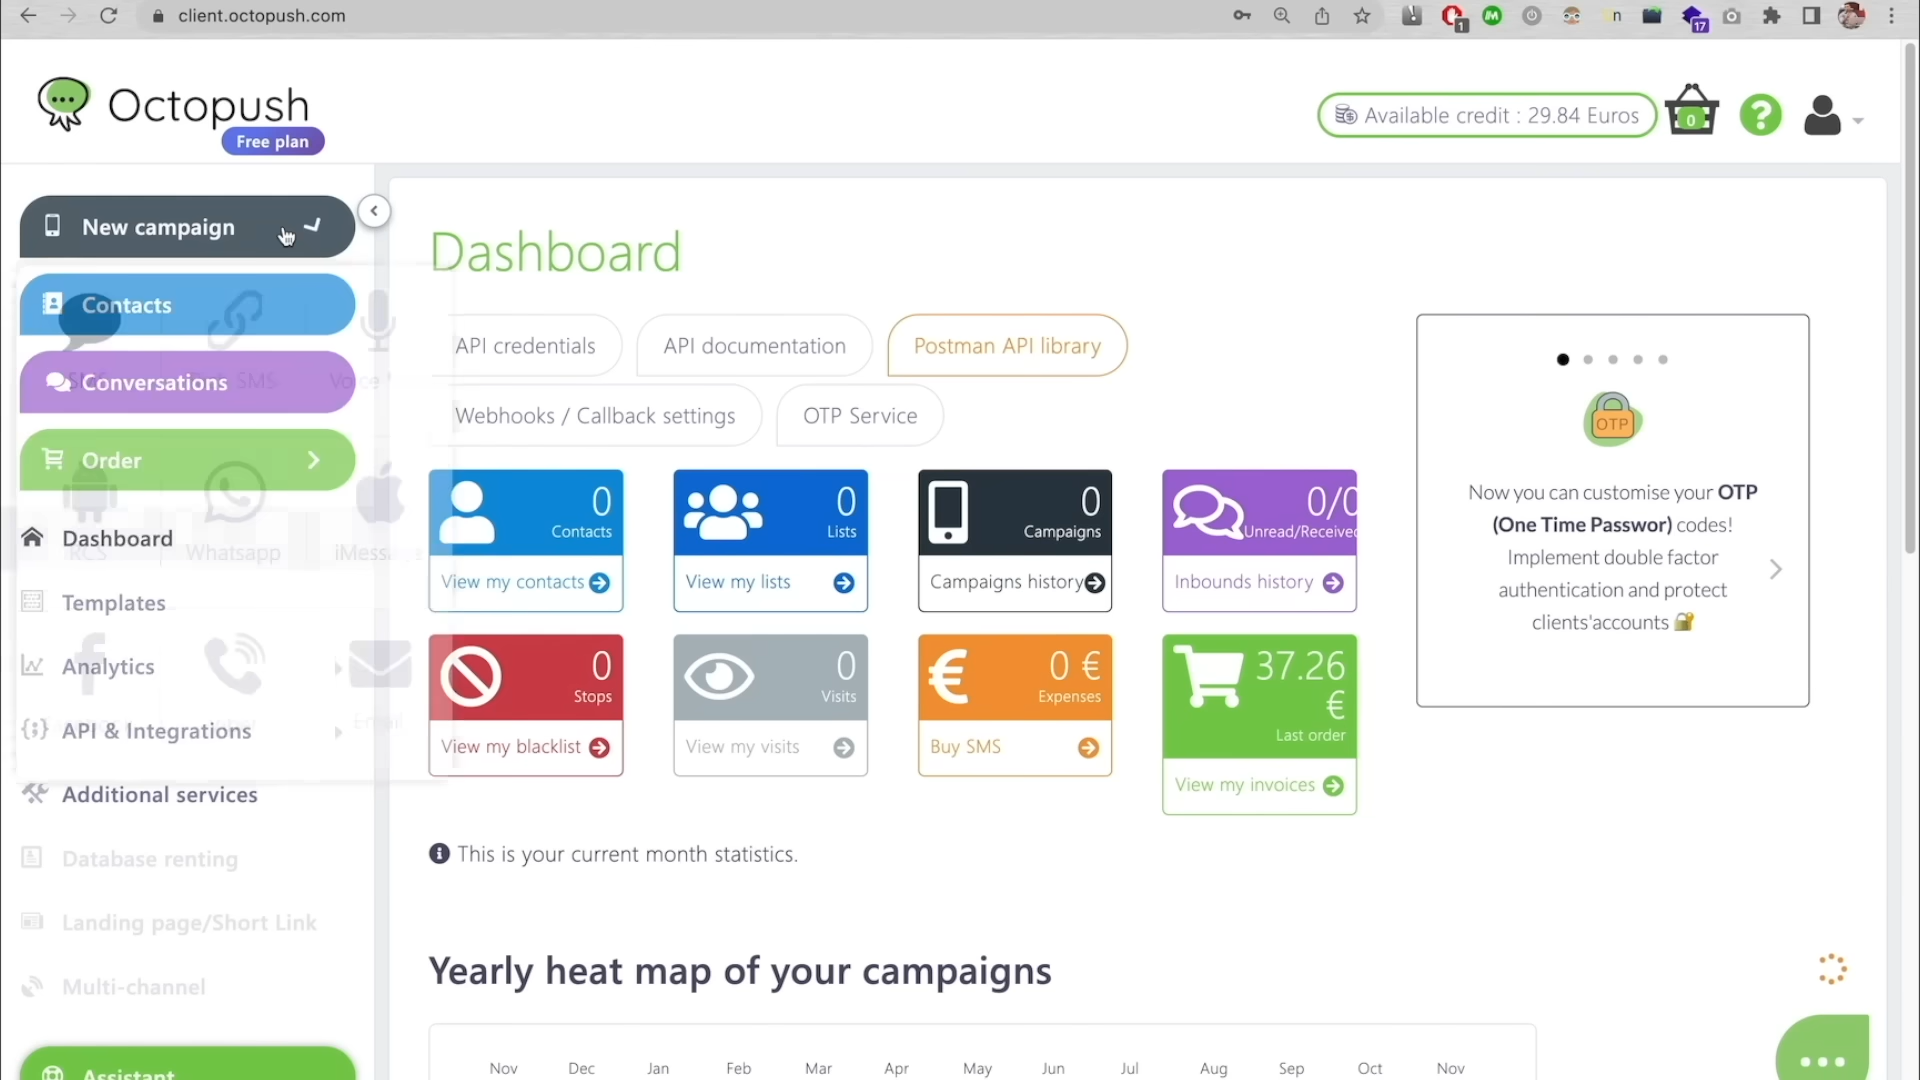 client.octopush.com
1
n
17
Octopush
Free plan
Available credit : 29.84 Euros
0
?
New campaign
Contacts
Conversations
SMS
Order
Dashboard
RCS
Whatsapp
Templates
Analytics
API & Integrations
Email
Additional services
Database renting
Landing page/Short Link
Multi-channel
Assistant
Dashboard
API credentials
API documentation
Postman API library
Webhooks / Callback settings
OTP Service
0
Contacts
View my contacts
0
Lists
View my lists
0
Campaigns
Campaigns history
0/0
Unread/Received
Inbounds history
0
Stops
View my blacklist
0
Visits
View my visits
0 €
Expenses
Buy SMS
37.26
€
Last order
View my invoices
OTP
Now you can customise your OTP
(One Time Passwor) codes!
Implement double factor
authentication and protect
clients'accounts
This is your current month statistics.
Yearly heat map of your campaigns
Nov Dec Jan Feb Mar Apr May Jun Jul Aug Sep Oct Nov